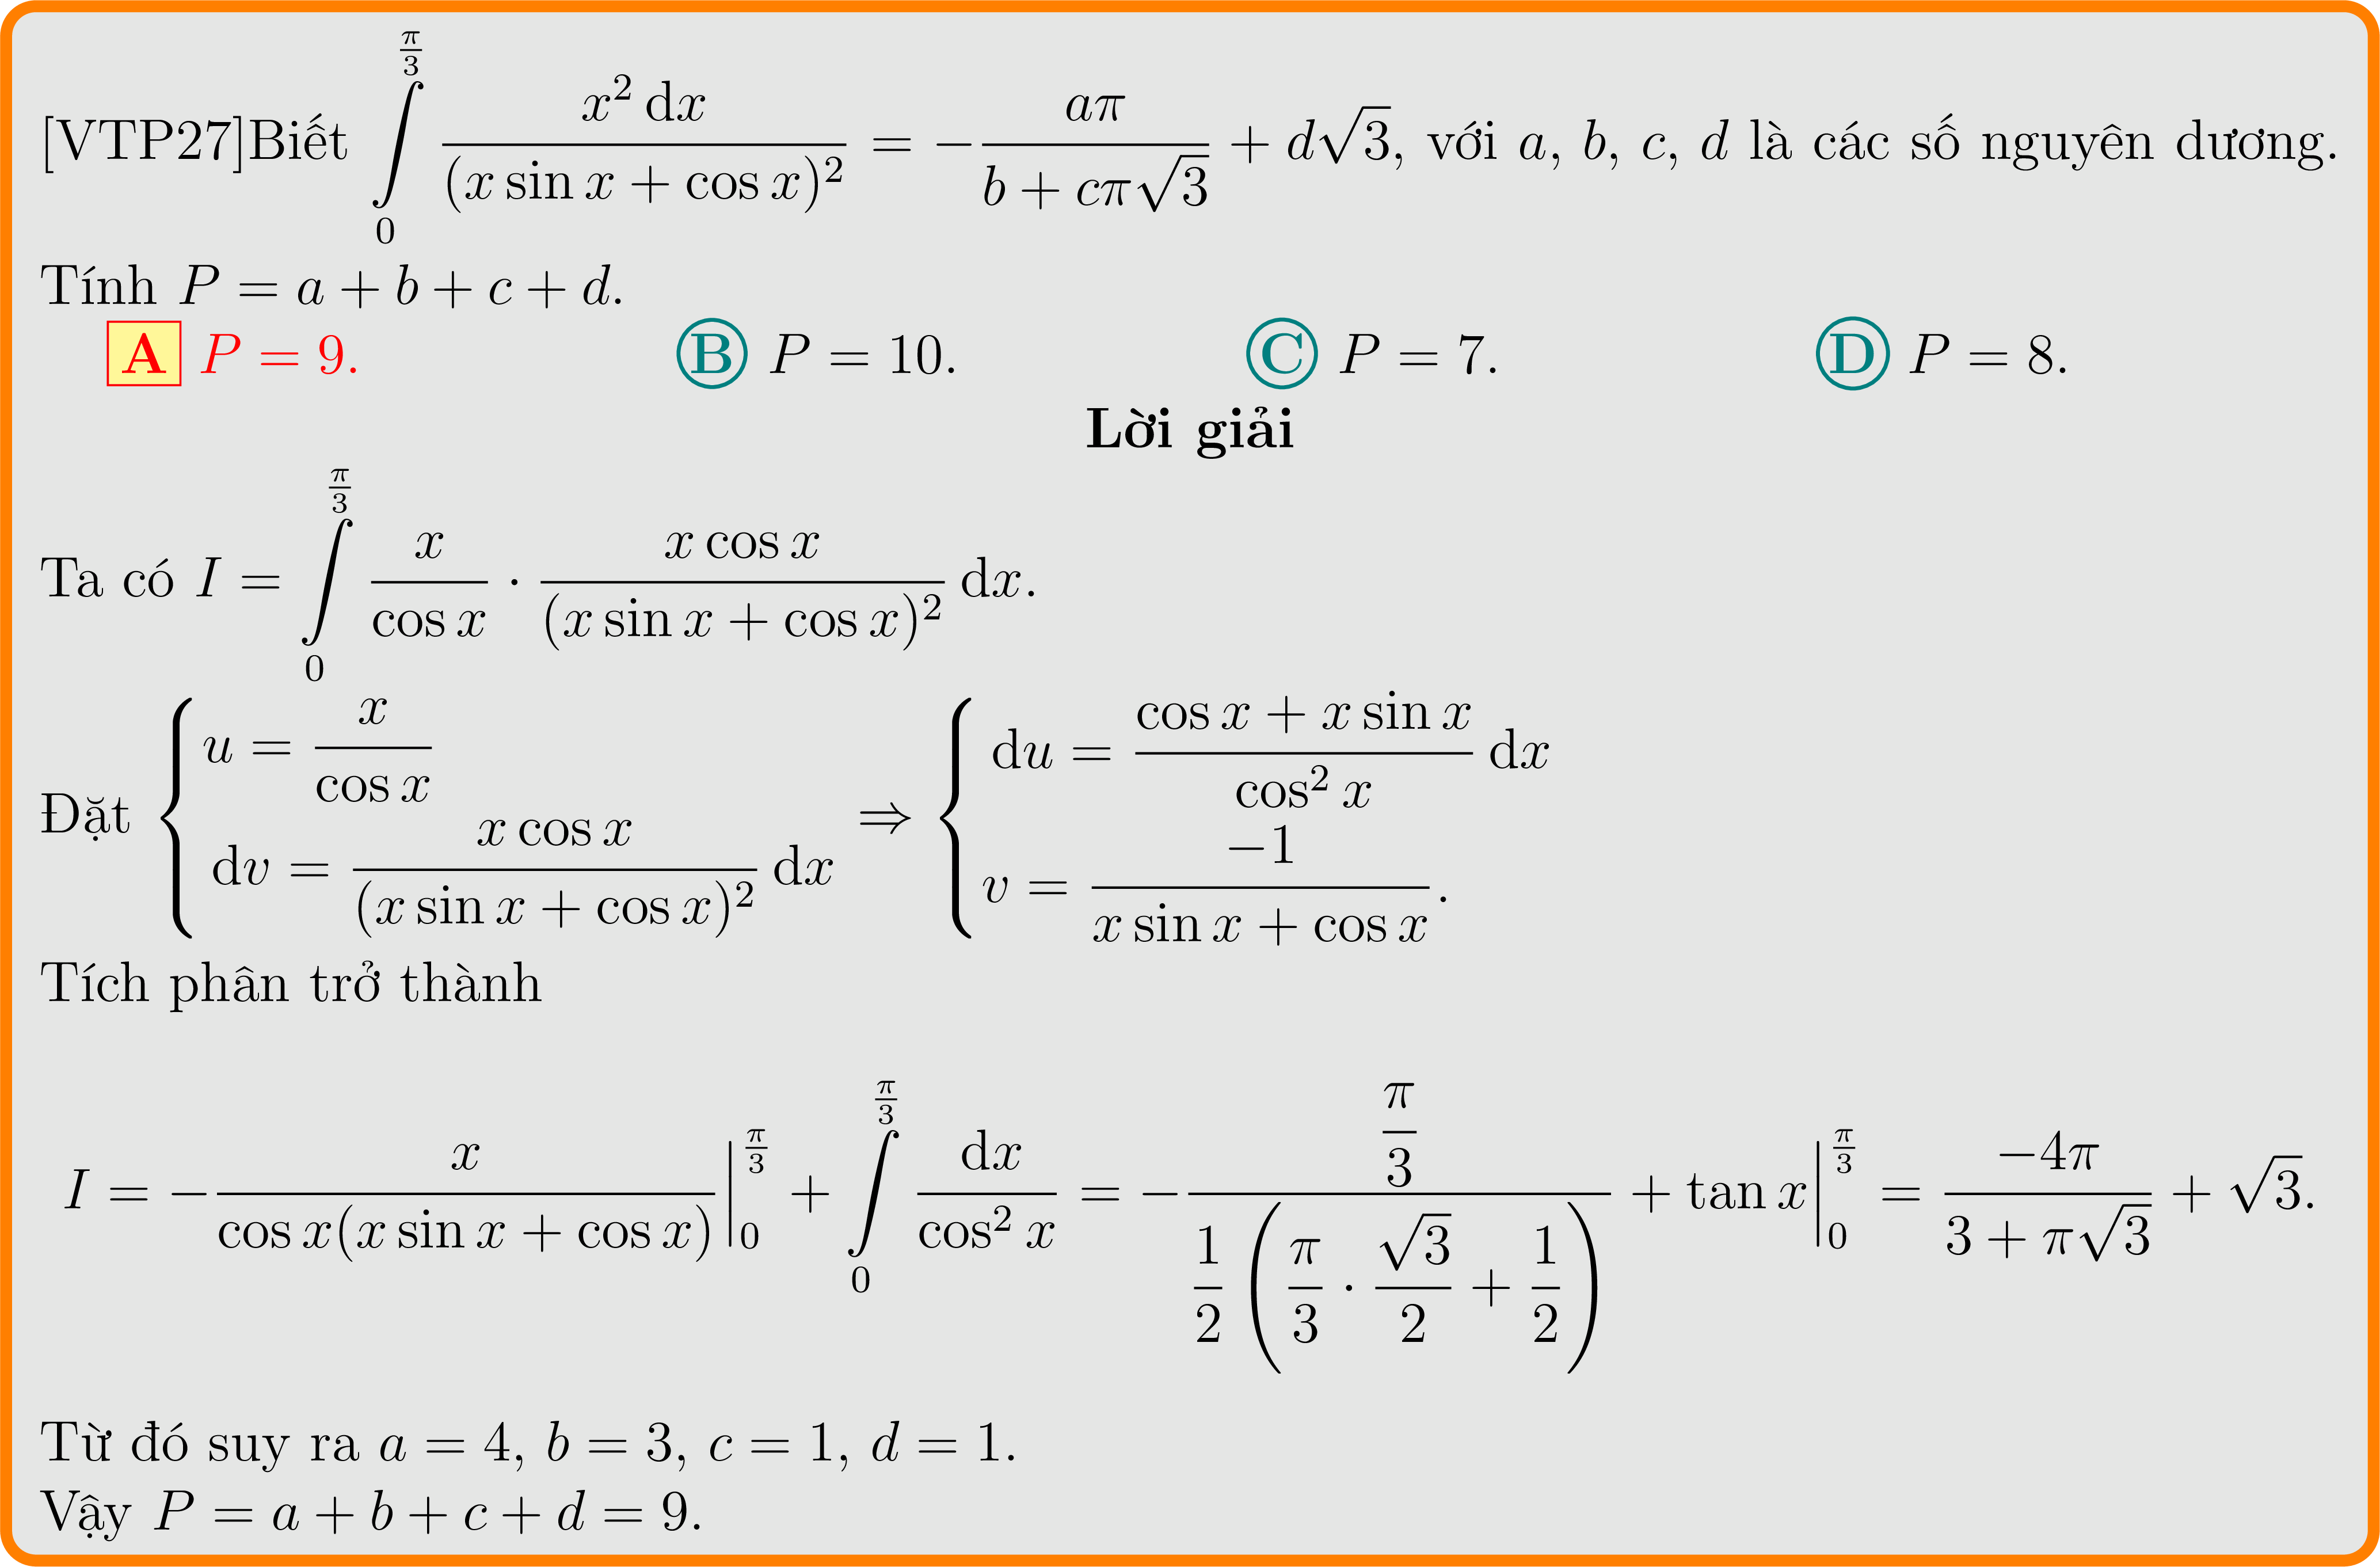 [VTP27]Biết $\int\limits_0^{\frac{\pi}{3}} \frac{x^2\,\mathrm{d}x}{(x\sin x+\cos x)^2} = -\frac{a\pi}{b+c\pi\sqrt{3}} + d\sqrt{3}$, với $a$, $b$, $c$, $d$ là các số nguyên dương.
Tính $P = a + b + c + d$.
A $P = 9$. B $P = 10$. C $P = 7$. D $P = 8$.
Lời giải
Ta có $I = \int\limits_0^{\frac{\pi}{3}} \frac{x}{\cos x} \cdot \frac{x\cos x}{(x\sin x+\cos x)^2}\,\mathrm{d}x$.
Đặt $\begin{cases} u = \frac{x}{\cos x} \\ \mathrm{d}v = \frac{x\cos x}{(x\sin x+\cos x)^2}\,\mathrm{d}x \end{cases} \Rightarrow \begin{cases} \mathrm{d}u = \frac{\cos x+x\sin x}{\cos^2 x}\,\mathrm{d}x \\ v = \frac{-1}{x\sin x+\cos x}. \end{cases}$
Tích phân trở thành
$I = -\frac{x}{\cos x(x\sin x+\cos x)}\Big|_0^{\frac{\pi}{3}} + \int\limits_0^{\frac{\pi}{3}} \frac{\mathrm{d}x}{\cos^2 x} = -\frac{\frac{\pi}{3}}{\frac{1}{2}\left(\frac{\pi}{3}\cdot\frac{\sqrt{3}}{2}+\frac{1}{2}\right)} + \tan x\Big|_0^{\frac{\pi}{3}} = \frac{-4\pi}{3+\pi\sqrt{3}} + \sqrt{3}.$
Từ đó suy ra $a = 4$, $b = 3$, $c = 1$, $d = 1$.
Vậy $P = a + b + c + d = 9$.